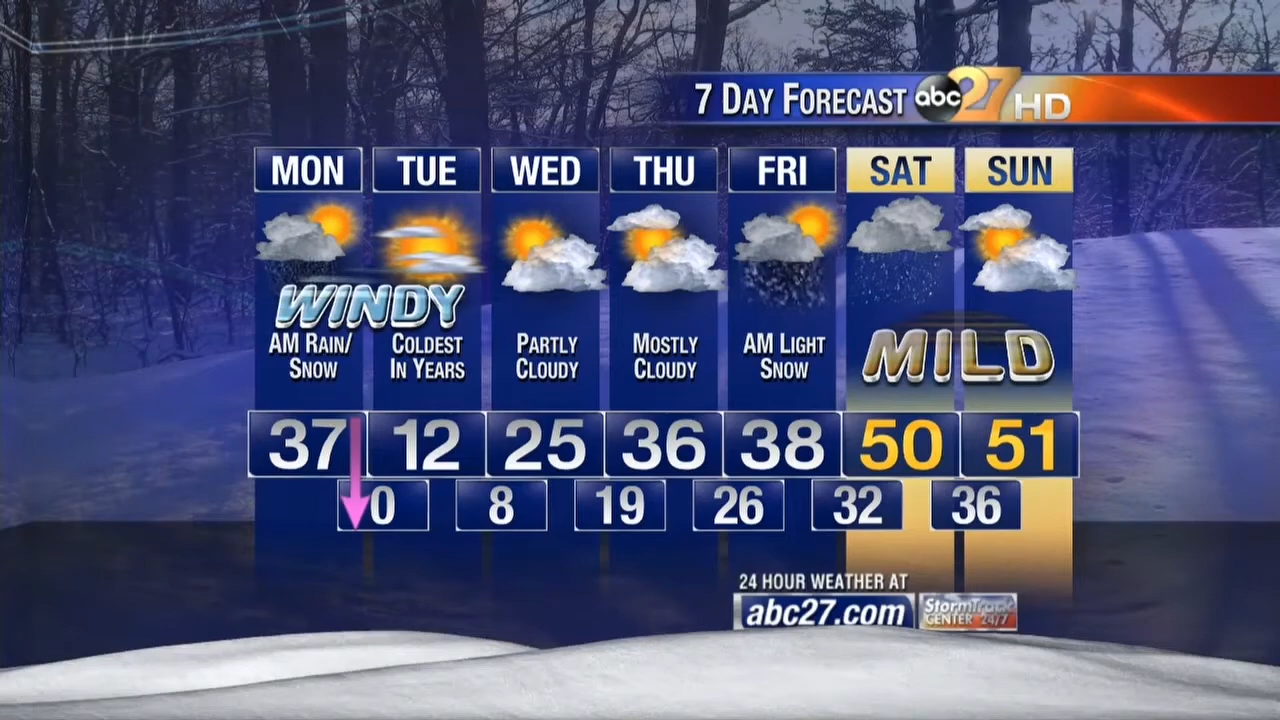 7 DAY FORECAST abc27 HD
MON TUE WED THU FRI SAT SUN
WINDY
AM RAIN/
SNOW
COLDEST
IN YEARS
PARTLY
CLOUDY
MOSTLY
CLOUDY
AM LIGHT
SNOW
MILD
37 12 25 36 38 50 51
0 8 19 26 32 36
24 HOUR WEATHER AT
abc27.com
StormTrack
CENTER 24/7